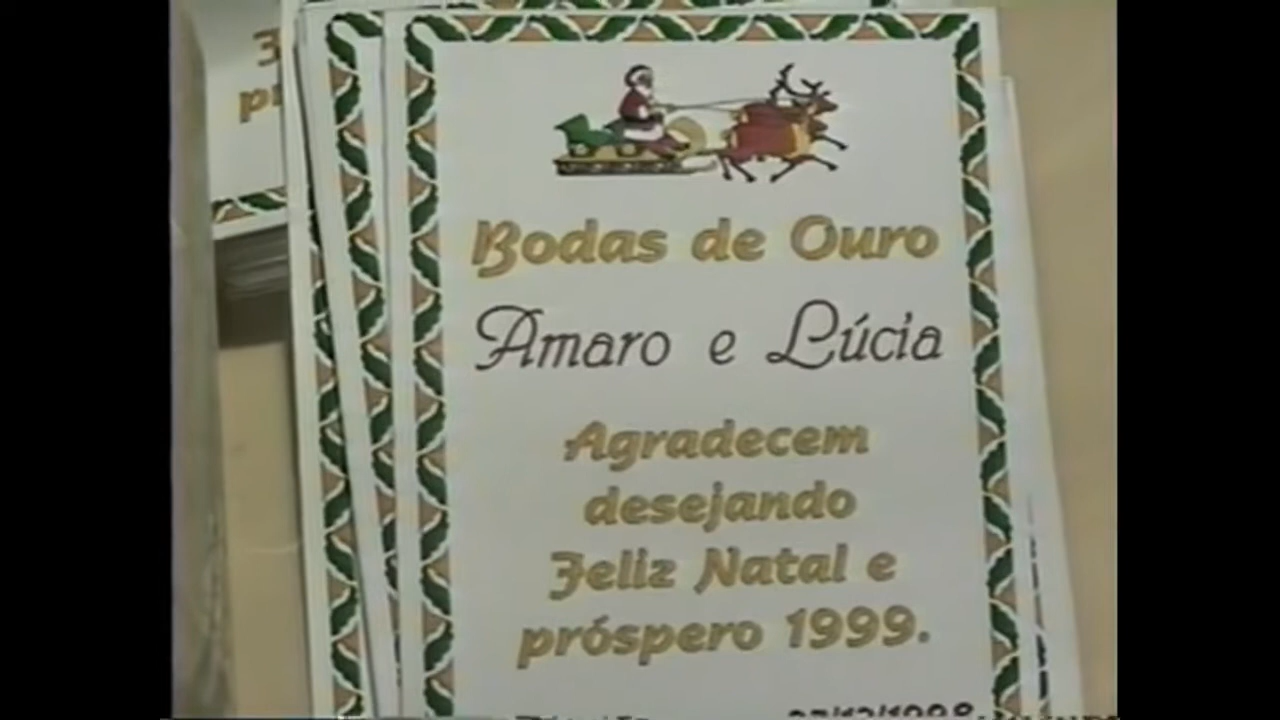 Bodas de Ouro
Amaro e Lúcia
Agradecem
desejando
Feliz Natal e
próspero 1999.